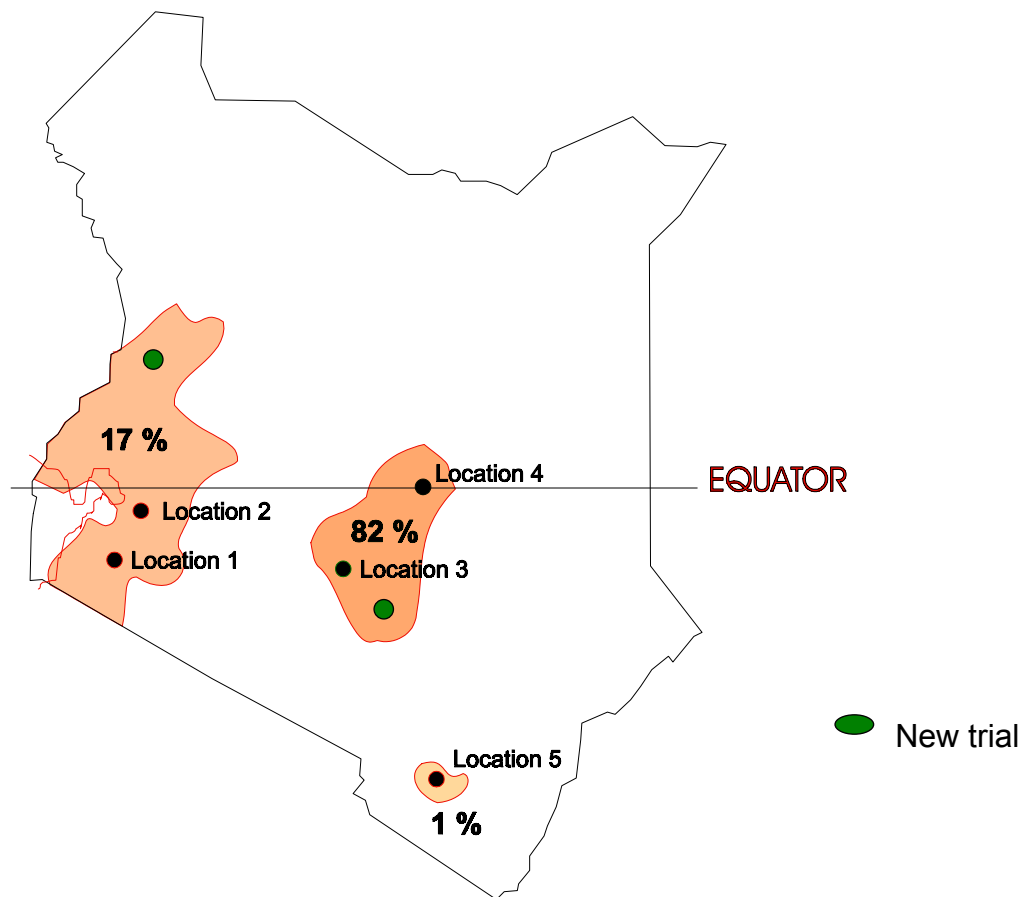 17 %
Location 4
EQUATOR
Location 2
82 %
Location 1
Location 3
New trial
Location 5
1 %